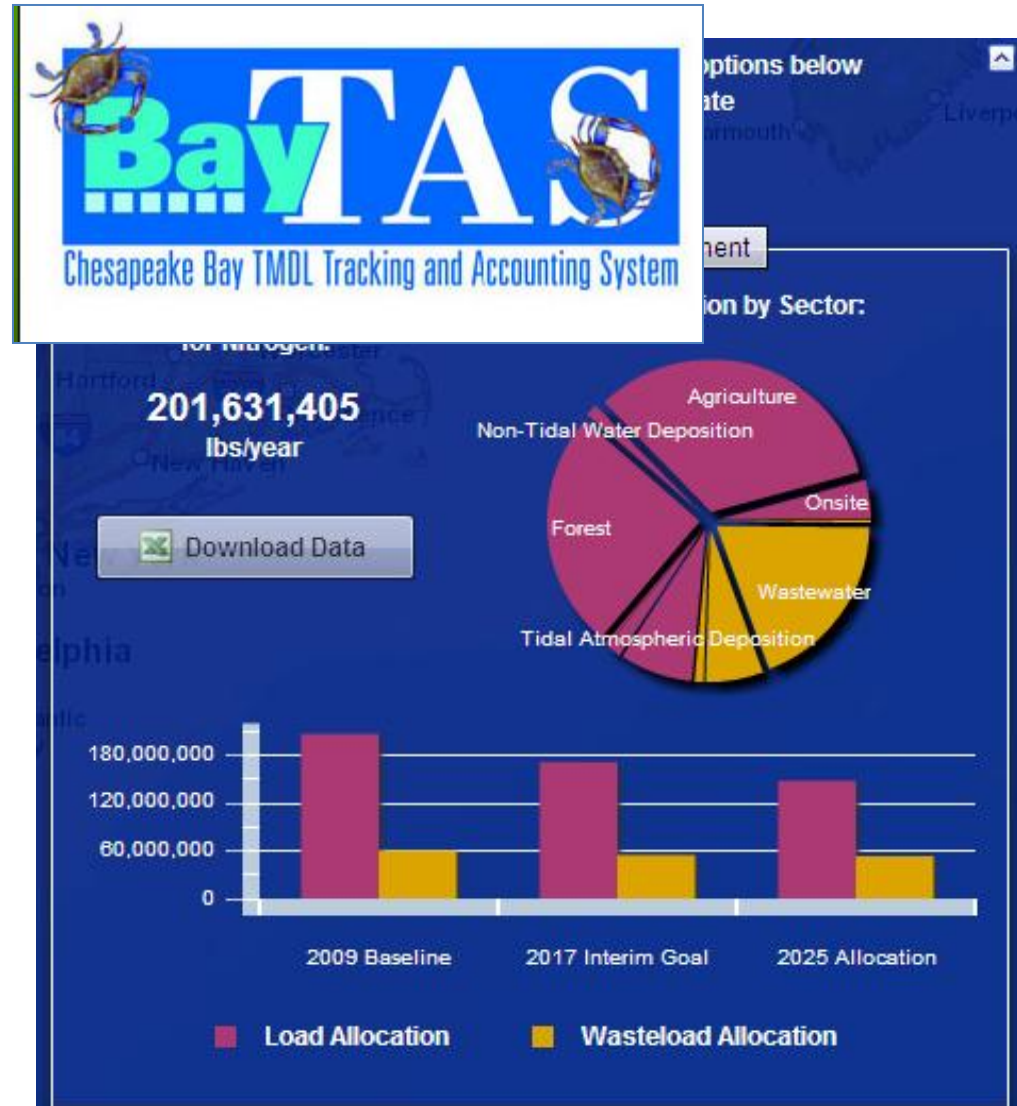 Bay TAS
Chesapeake Bay TMDL Tracking and Accounting System
options below
Liverp
armouth
by Sector:
for Nitrogen:
Hartford
201,631,405
lbs/year
New Haven
Download Data
New
elphia
antic
Agriculture
Non-Tidal Water Deposition
Onsite
Forest
Wastewater
Tidal Atmospheric Deposition
180,000,000
120,000,000
60,000,000
0
2009 Baseline
2017 Interim Goal
2025 Allocation
Load Allocation
Wasteload Allocation